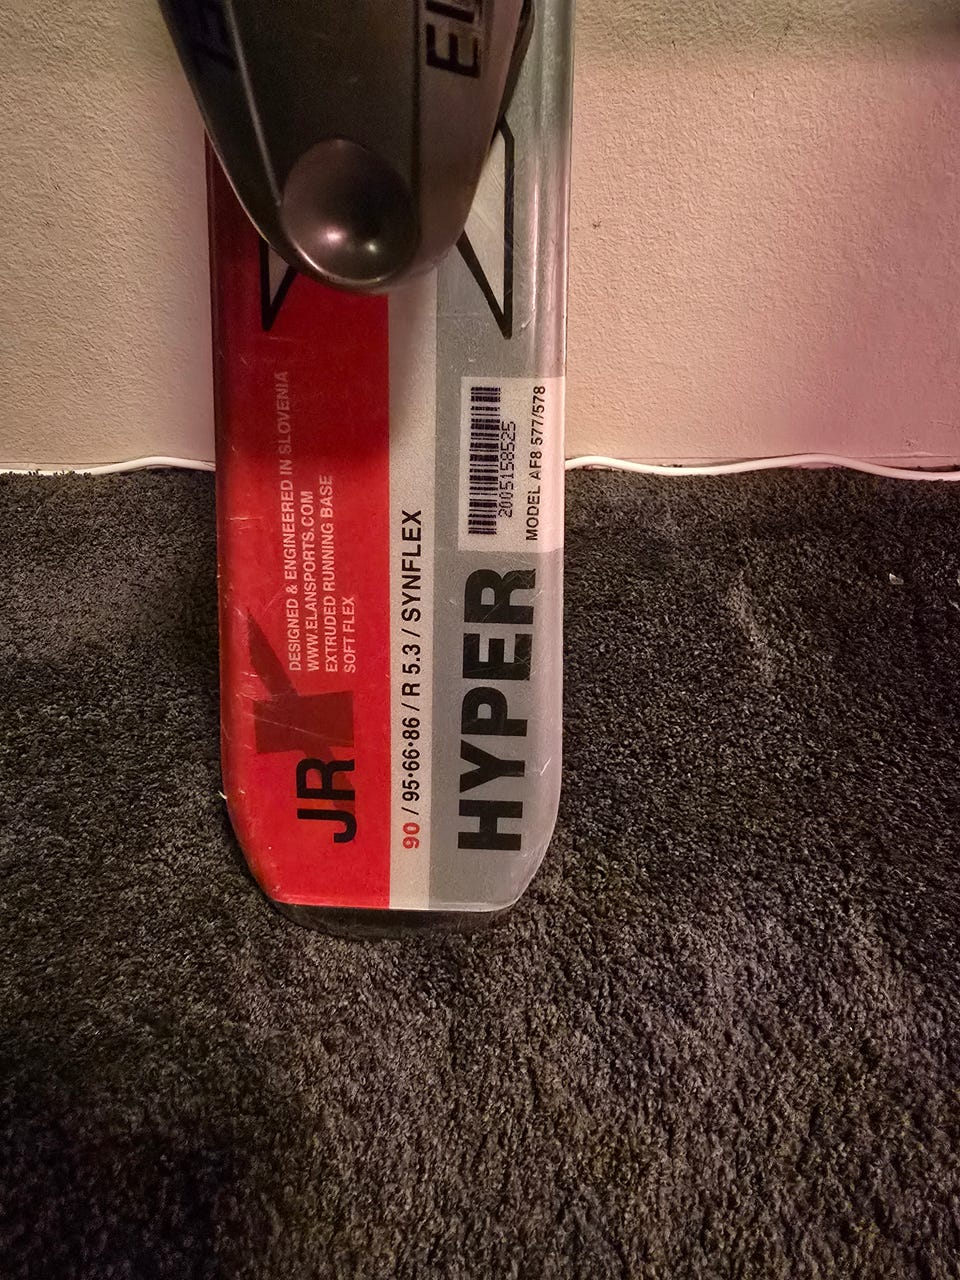 DESIGNED & ENGINEERED IN SLOVENIA
WWW.ELANSPORTS.COM
EXTRUDED RUNNING BASE
SOFT FLEX
JR
90 / 95•66•86 / R 5.3 / SYNFLEX
2005158525
MODEL AF8 577/578
HYPER